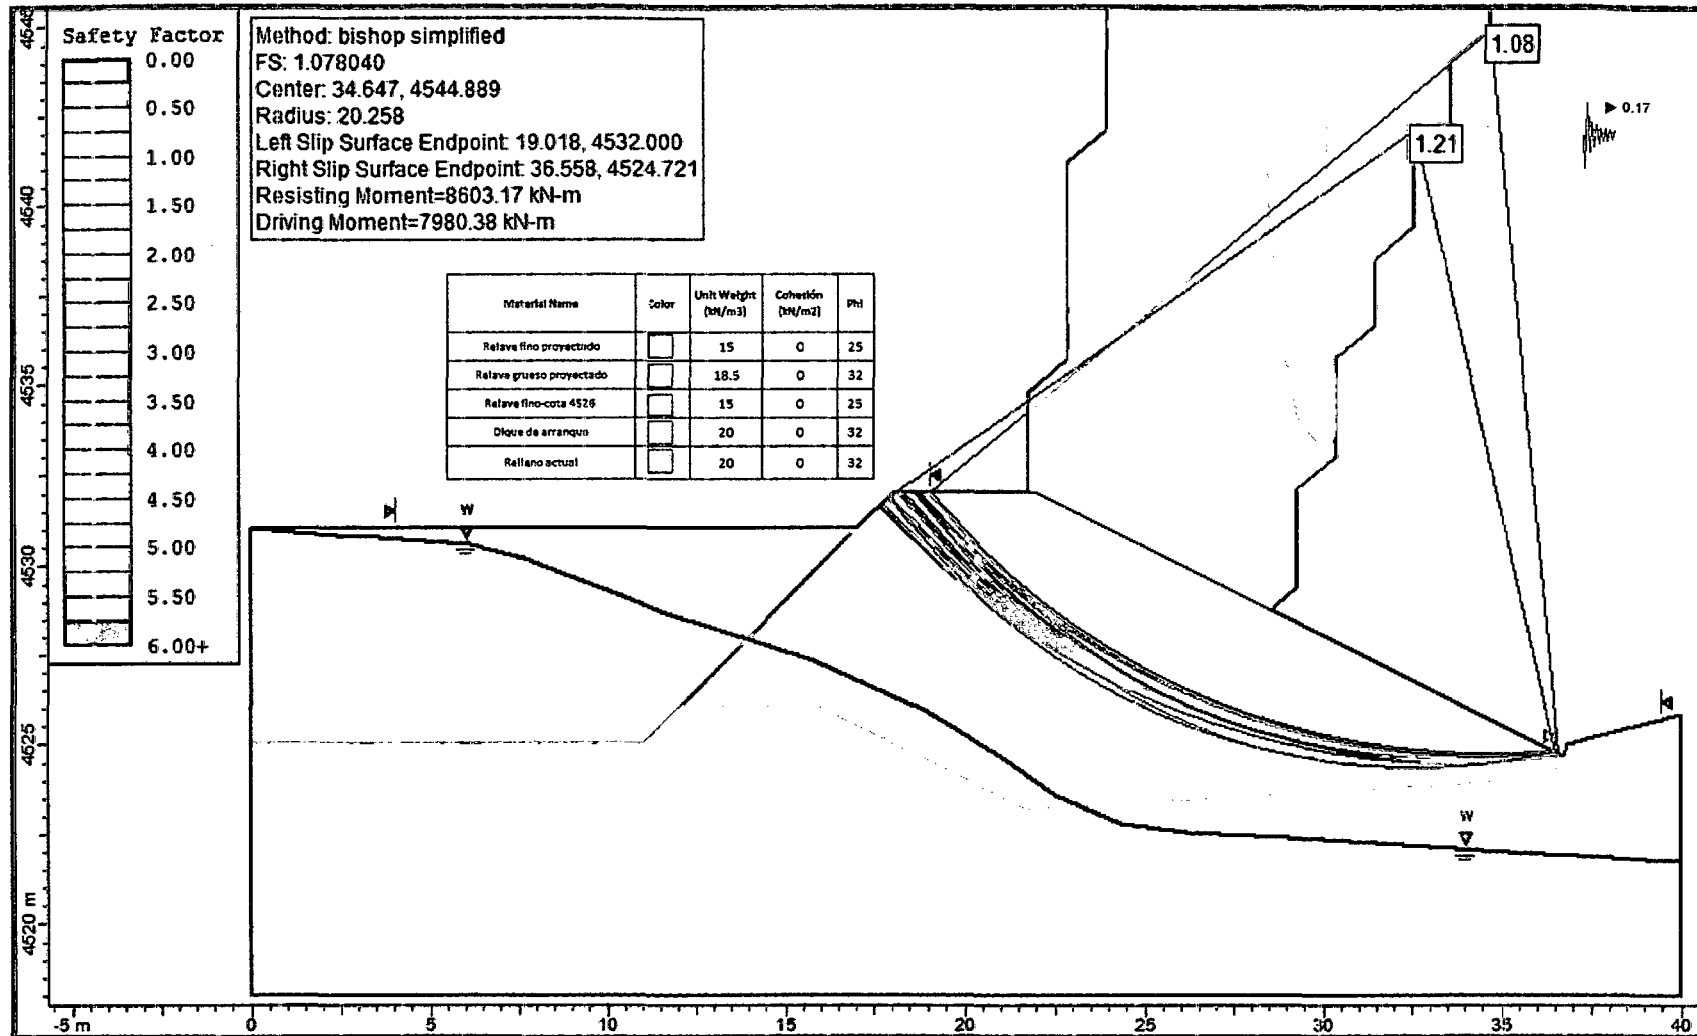 Safety Factor
0.00
0.50
1.00
1.50
2.00
2.50
3.00
3.50
4.00
4.50
5.00
5.50
6.00+
Method: bishop simplified
FS: 1.078040
Center: 34.647, 4544.889
Radius: 20.258
Left Slip Surface Endpoint: 19.018, 4532.000
Right Slip Surface Endpoint: 36.558, 4524.721
Resisting Moment=8603.17 kN-m
Driving Moment=7980.38 kN-m
1.08
1.21
0.17
Material Name Color Unit Weight (kN/m3) Cohesión (kN/m2) Phi
Relave fino proyectado 15 0 25
Relave grueso proyectado 18.5 0 32
Relave fino-cota 4526 15 0 25
Dique de arranque 20 0 32
Relleno actual 20 0 32
W
W
4540
4535
4530
4525
4520 m
-5 m 0 5 10 15 20 25 30 35 40